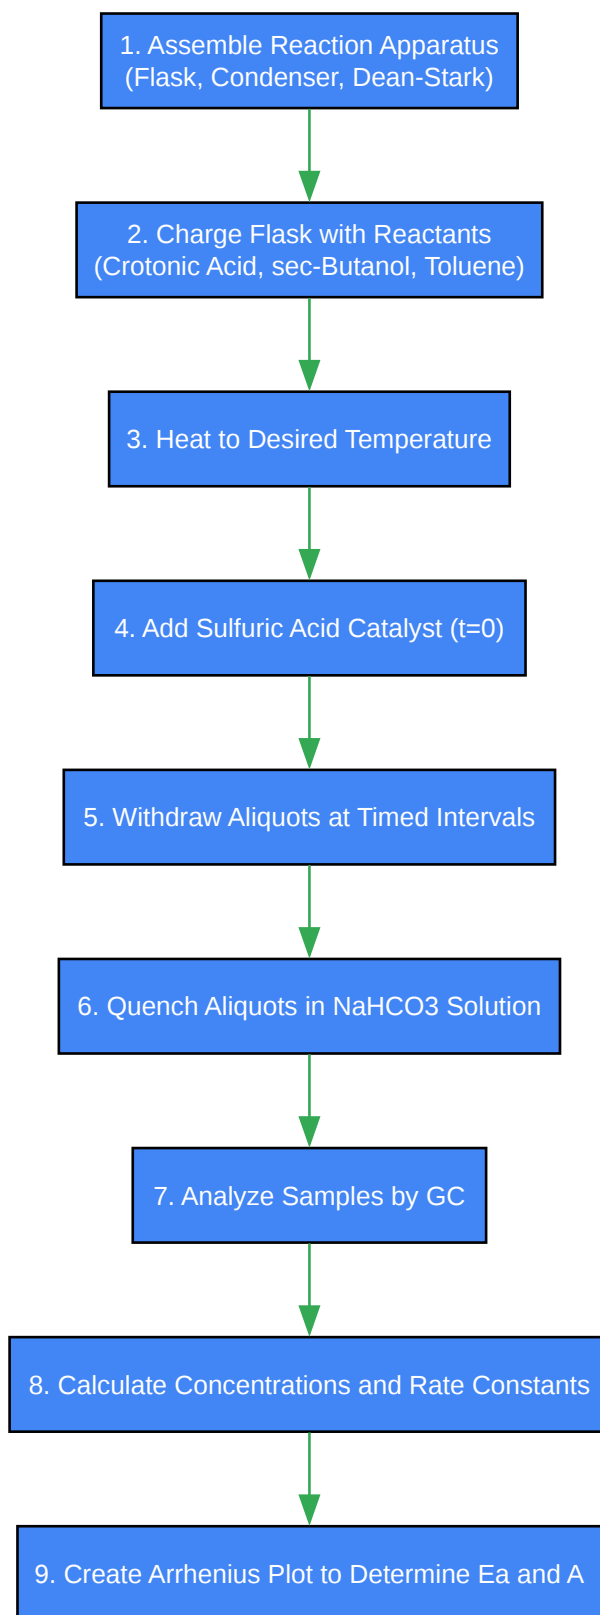 1. Assemble Reaction Apparatus
(Flask, Condenser, Dean-Stark)
2. Charge Flask with Reactants
(Crotonic Acid, sec-Butanol, Toluene)
3. Heat to Desired Temperature
4. Add Sulfuric Acid Catalyst (t=0)
5. Withdraw Aliquots at Timed Intervals
6. Quench Aliquots in NaHCO3 Solution
7. Analyze Samples by GC
8. Calculate Concentrations and Rate Constants
9. Create Arrhenius Plot to Determine Ea and A